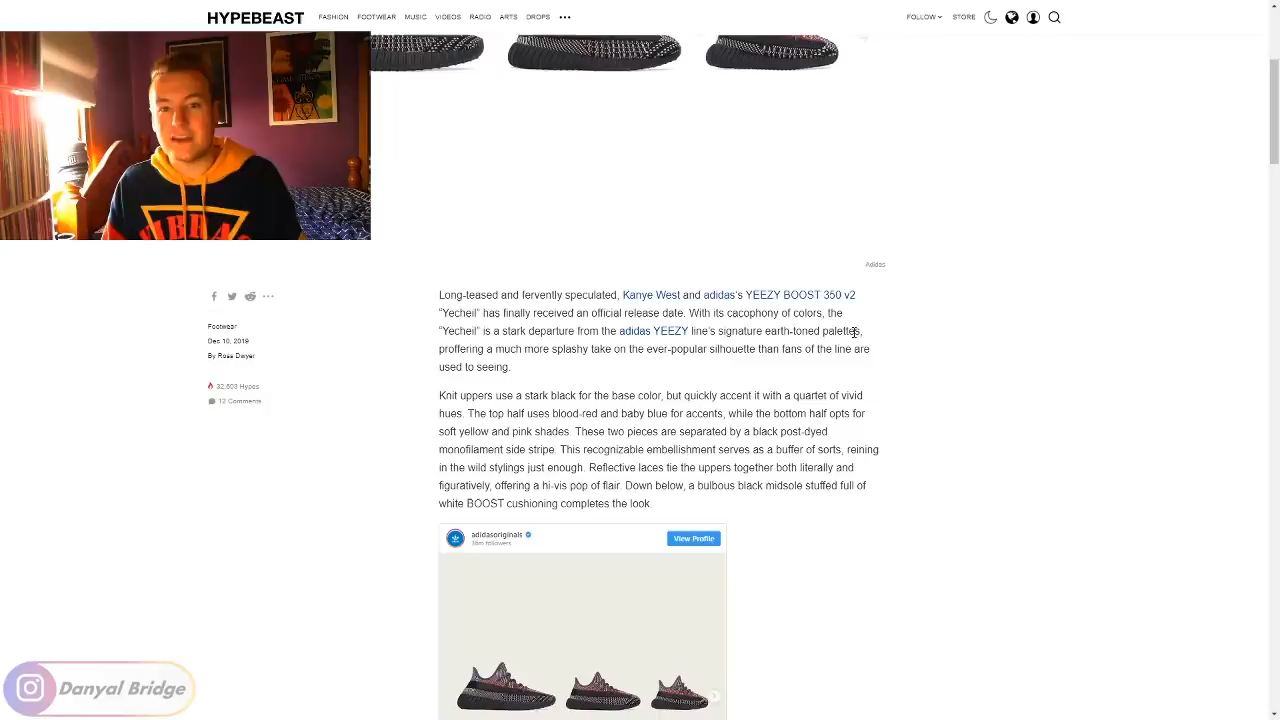 HYPEBEAST
FASHION FOOTWEAR MUSIC VIDEOS RADIO ARTS DROPS
FOLLOW STORE
Adidas
Footwear
Dec 10, 2019
By Ross Dwyer
32,603 Hypes
12 Comments
Long-teased and fervently speculated, Kanye West and adidas's YEEZY BOOST 350 v2
"Yecheil" has finally received an official release date. With its cacophony of colors, the
"Yecheil" is a stark departure from the adidas YEEZY line's signature earth-toned palettes,
proffering a much more splashy take on the ever-popular silhouette than fans of the line are
used to seeing.
Knit uppers use a stark black for the base color, but quickly accent it with a quartet of vivid
hues. The top half uses blood-red and baby blue for accents, while the bottom half opts for
soft yellow and pink shades. These two pieces are separated by a black post-dyed
monofilament side stripe. This recognizable embellishment serves as a buffer of sorts, reining
in the wild stylings just enough. Reflective laces tie the uppers together both literally and
figuratively, offering a hi-vis pop of flair. Down below, a bulbous black midsole stuffed full of
white BOOST cushioning completes the look
adidasoriginals
View Profile
Danyal Bridge